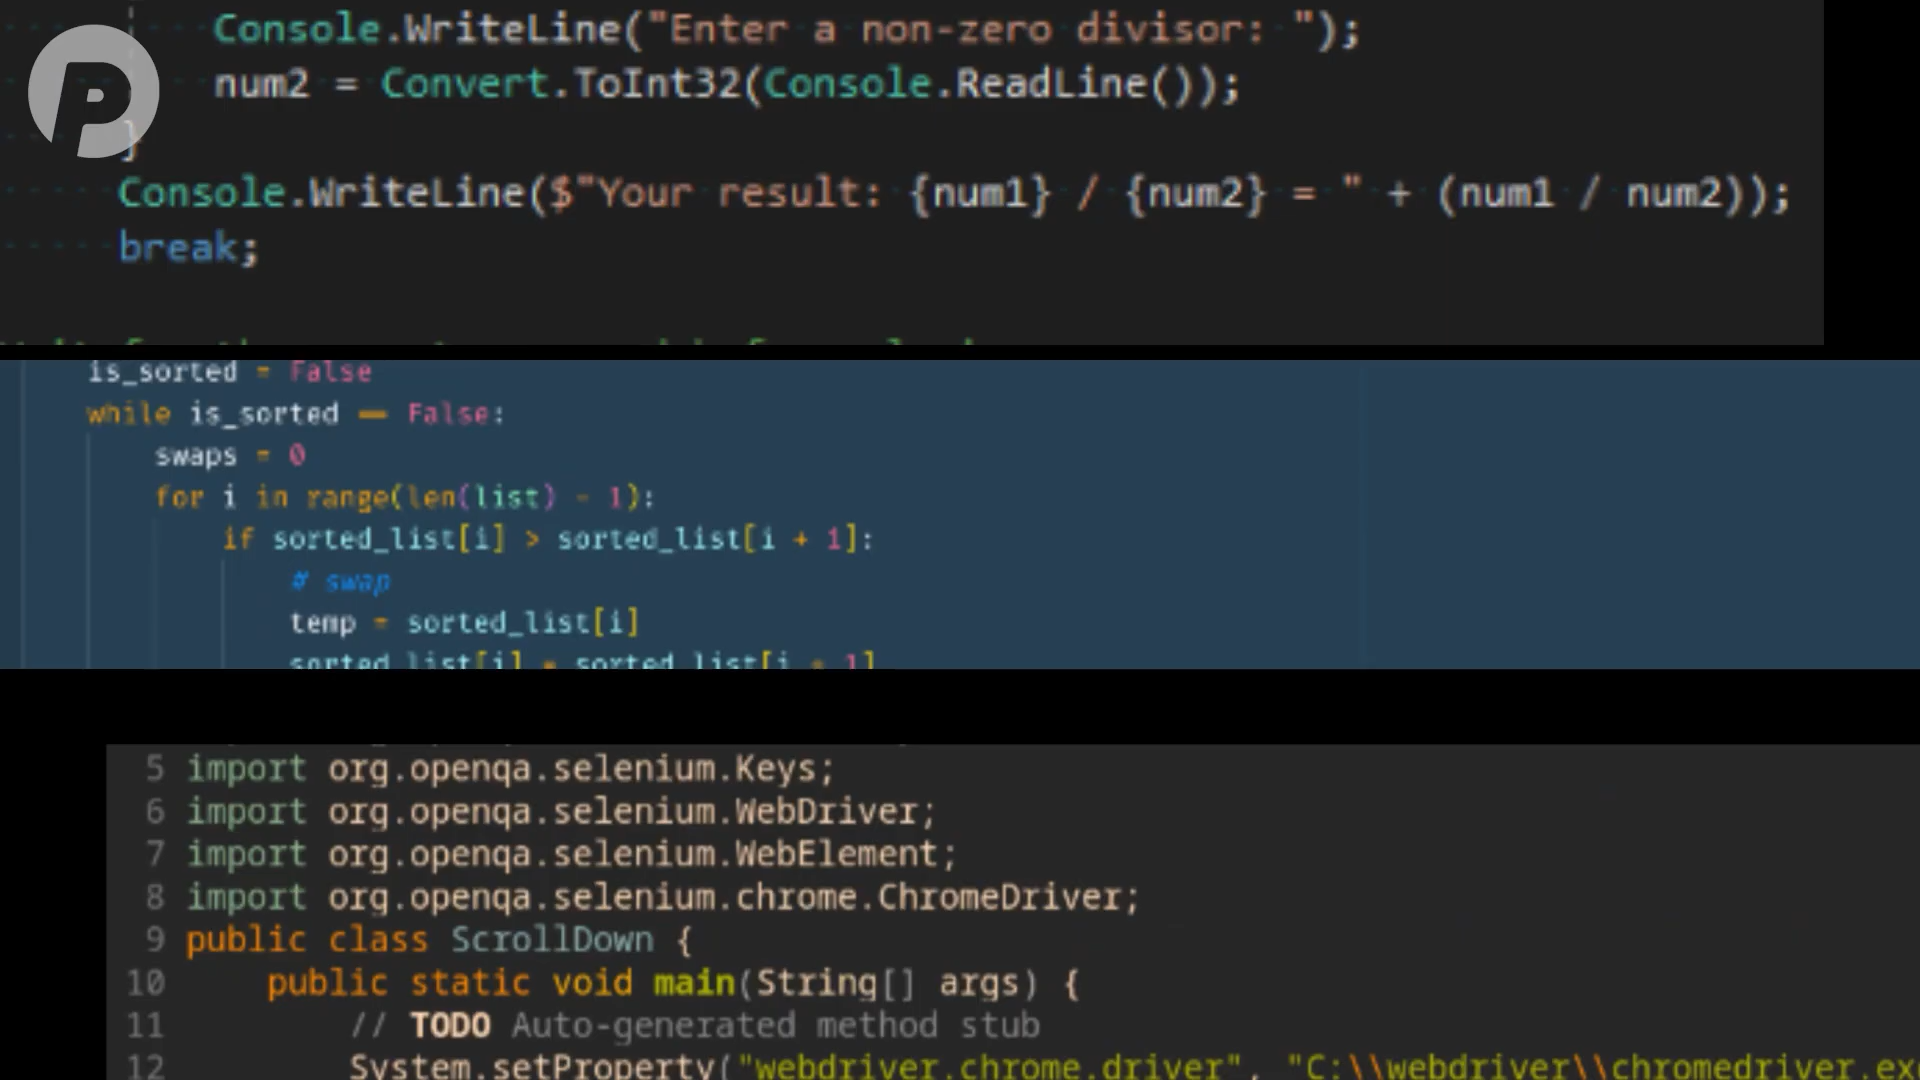 Console.WriteLine("Enter a non-zero divisor: ");
num2 = Convert.ToInt32(Console.ReadLine());
}
Console.WriteLine($"Your result: {num1} / {num2} = " + (num1 / num2));
break;
is_sorted = False
while is_sorted == False:
swaps = 0
for i in range(len(list) - 1):
if sorted_list[i] > sorted_list[i + 1]:
# swap
temp = sorted_list[i]
sorted_list[i] = sorted_list[i + 1]
5 import org.openqa.selenium.Keys;
6 import org.openqa.selenium.WebDriver;
7 import org.openqa.selenium.WebElement;
8 import org.openqa.selenium.chrome.ChromeDriver;
9 public class ScrollDown {
10 public static void main(String[] args) {
11 // TODO Auto-generated method stub
12 System.setProperty("webdriver.chrome.driver", "C:\\webdriver\\chromedriver.ex